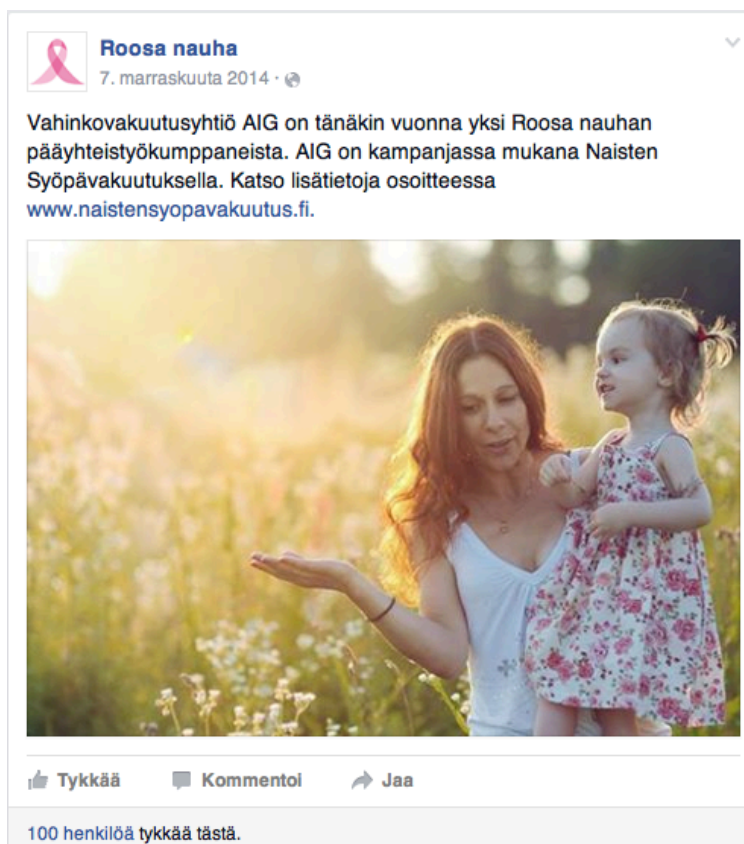 Roosa nauha
7. marraskuuta 2014 ·
Vahinkovakuutusyhtiö AIG on tänäkin vuonna yksi Roosa nauhan
pääyhteistyökumppaneista. AIG on kampanjassa mukana Naisten
Syöpävakuutuksella. Katso lisätietoja osoitteessa
www.naistensyopavakuutus.fi.
Tykkää Kommentoi Jaa
100 henkilöä tykkää tästä.